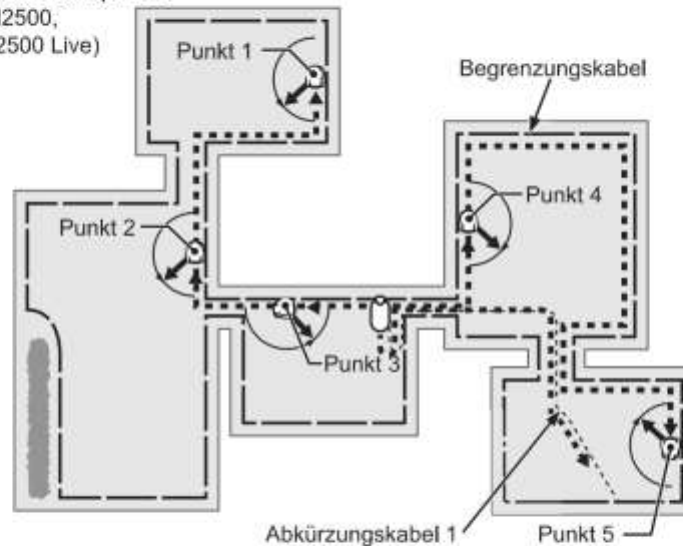 2500,
2500 Live)
Punkt 1
Begrenzungskabel
Punkt 4
Punkt 2
Punkt 3
Abkürzungskabel 1
Punkt 5